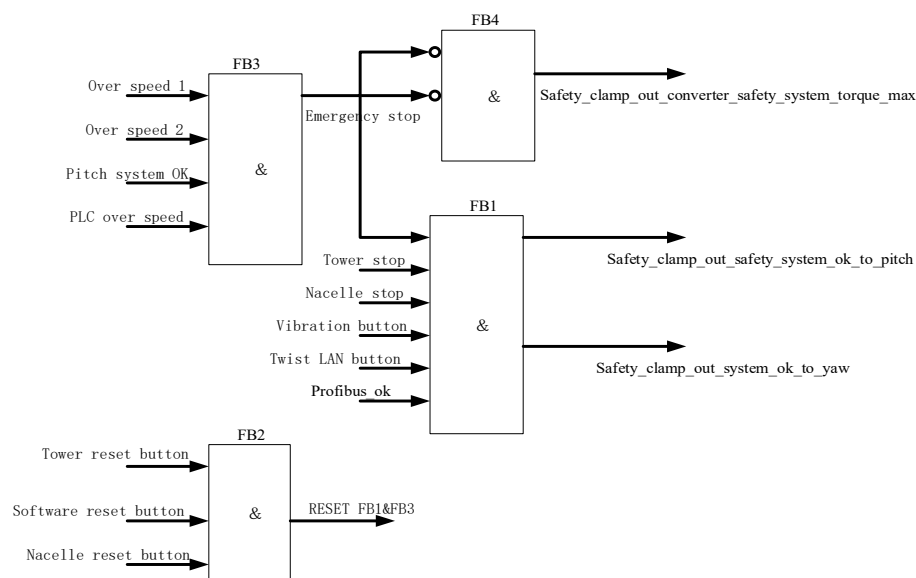 FB4
FB3
Over speed 1
&
Safety_clamp_out_converter_safety_system_torque_max
Emergency stop
Over speed 2
&
Pitch system OK
FB1
PLC over speed
Tower stop
Safety_clamp_out_safety_system_ok_to_pitch
Nacelle stop
&
Vibration button
Twist LAN button
Safety_clamp_out_system_ok_to_yaw
Profibus_ok
FB2
Tower reset button
Software reset button
&
RESET FB1&FB3
Nacelle reset button